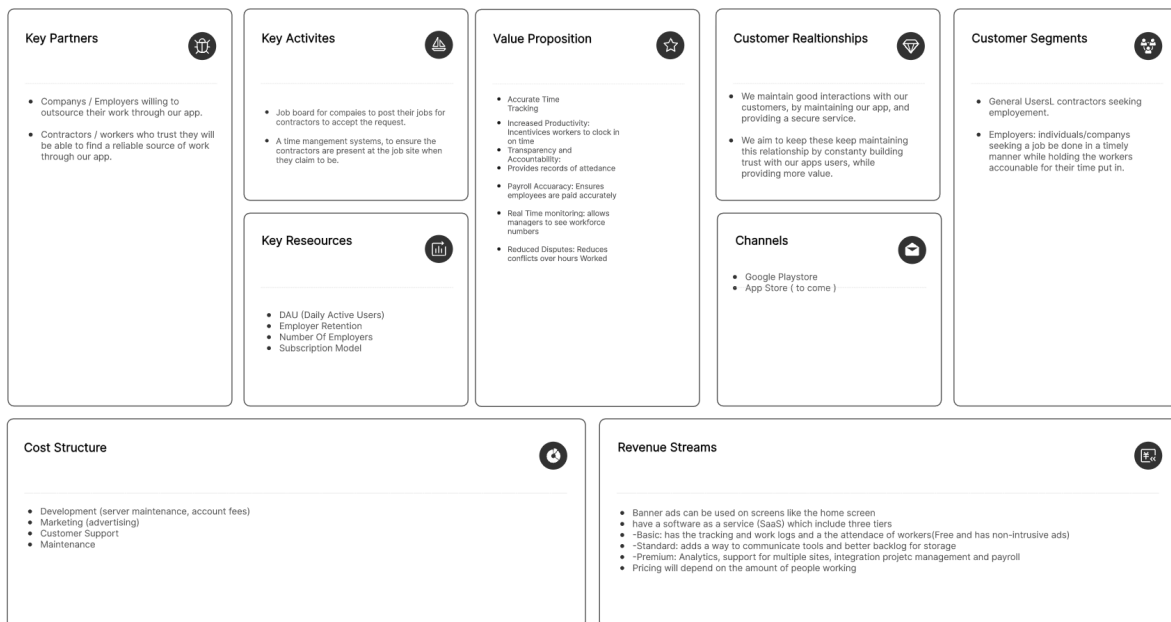 Key Partners
Companys / Employers willing to
outsource their work through our app.
Contractors / workers who trust they will
be able to find a reliable source of work
through our app.
Key Activites
Job board for compaies to post their jobs for
contractors to accept the request.
A time mangement systems, to ensure the
contractors are present at the job site when
they claim to be.
Key Reseources
DAU (Daily Active Users)
Employer Retention
Number Of Employers
Subscription Model
Value Proposition
Accurate Time
Tracking
Increased Productivity:
Incentivices workers to clock in
on time
Transparency and
Accountability:
Provides records of attedance
Payroll Accuaracy: Ensures
employees are paid accurately
Real Time monitoring: allows
managers to see workforce
numbers
Reduced Disputes: Reduces
conflicts over hours Worked
Customer Realtionships
We maintain good interactions with our
customers, by maintaining our app, and
providing a secure service.
We aim to keep these keep maintaining
this relationship by constanty building
trust with our apps users, while
providing more value.
Channels
Google Playstore
App Store ( to come )
Customer Segments
General UsersL contractors seeking
employement.
Employers: individuals/companys
seeking a job be done in a timely
manner while holding the workers
accounable for their time put in.
Cost Structure
Development (server maintenance, account fees)
Marketing (advertising)
Customer Support
Maintenance
Revenue Streams
Banner ads can be used on screens like the home screen
have a software as a service (SaaS) which include three tiers
-Basic: has the tracking and work logs and a the attendace of workers(Free and has non-intrusive ads)
-Standard: adds a way to communicate tools and better backlog for storage
-Premium: Analytics, support for multiple sites, integration projetc management and payroll
Pricing will depend on the amount of people working